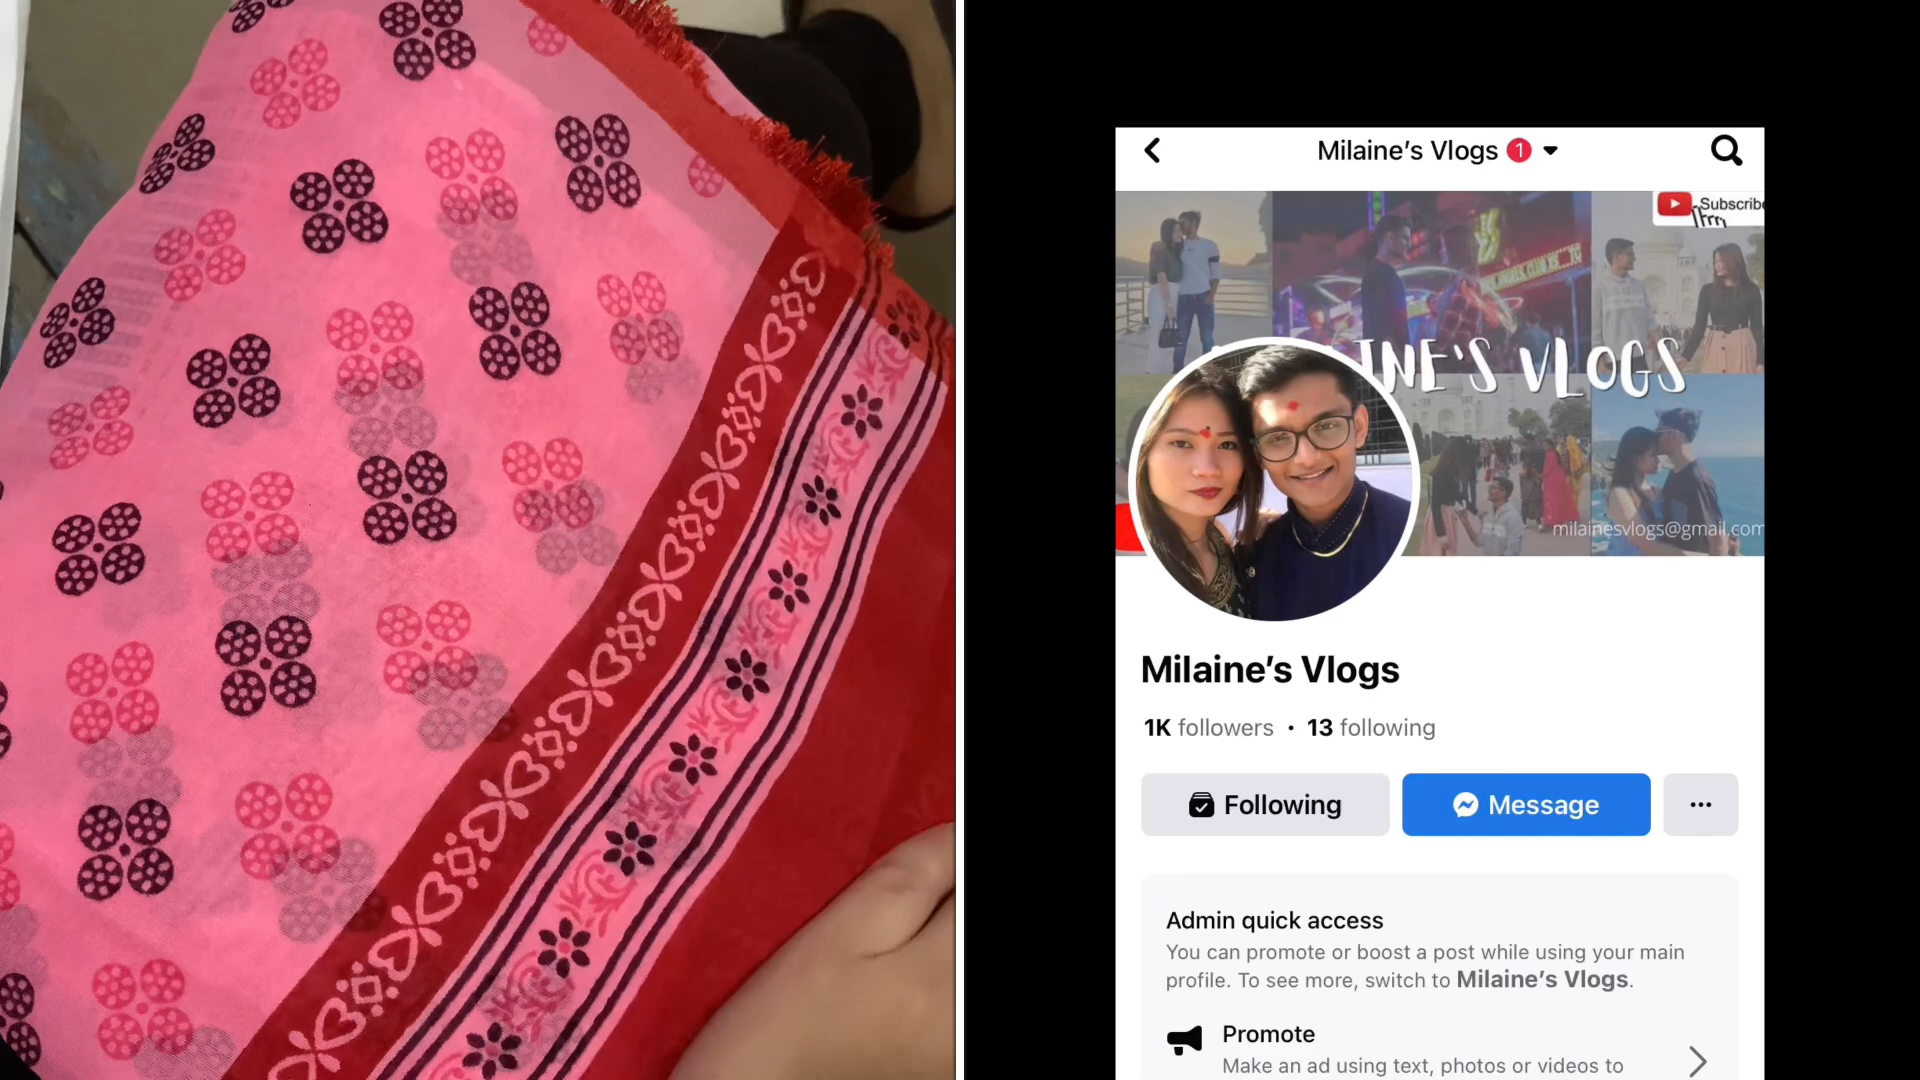 Milaine’s Vlogs 1
Subscribe
INE'S VLOGS
milainesvlogs@gmail.com
Milaine’s Vlogs
1K followers • 13 following
Following
Message
Admin quick access
You can promote or boost a post while using your main
profile. To see more, switch to Milaine’s Vlogs.
Promote
Make an ad using text, photos or videos to